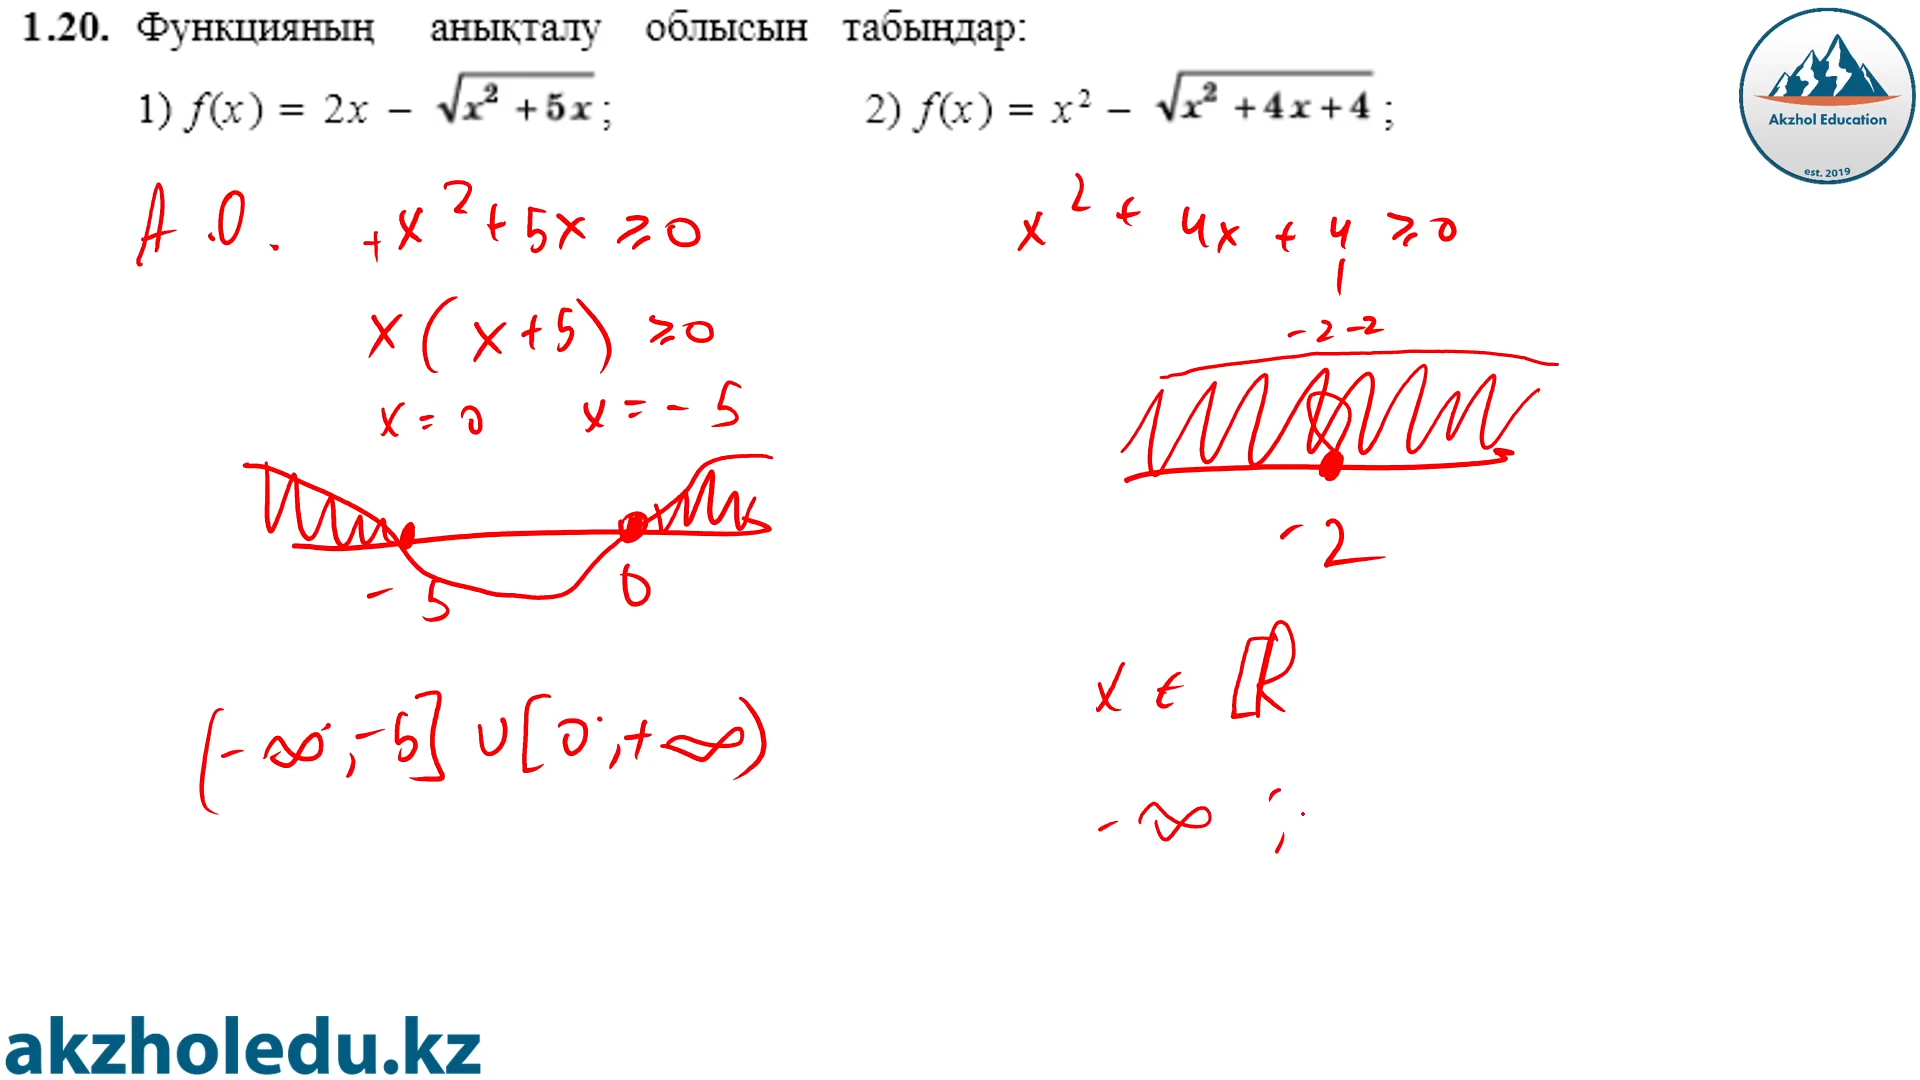 1.20. Функцияның анықталу облысын табыңдар:
1) f(x) = 2x − √(x² + 5x);
2) f(x) = x² − √(x² + 4x + 4);
Akzhol Education
est. 2019
А.О. +x² + 5x ≥ 0
x(x+5) ≥ 0
x = 0 x = -5
-5 0
(-∞; -5] ∪ [0; +∞)
x² + 4x + 4 ≥ 0
-2 -2
-2
x ∈ ℝ
-∞ ;
akzholedu.kz